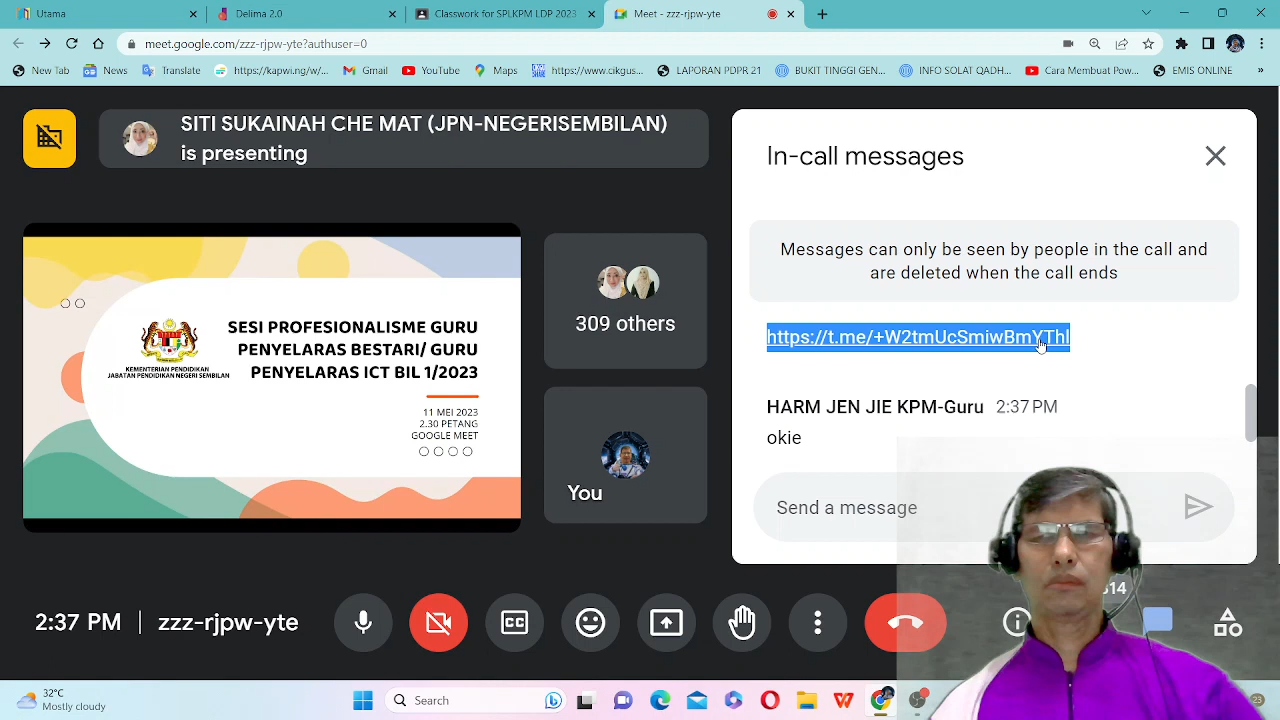 Utama
Delima 2.0
Classwork for SPLKPM LDP 2023
Meet - zzz-rjpw-yte
meet.google.com/zzz-rjpw-yte?authuser=0
New Tab
News
Translate
https://kapwing.g/w...
Gmail
YouTube
Maps
https://www.cikgus...
LAPORAN PDPR 21
BUKIT TINGGI GEN...
INFO SOLAT QADH...
Cara Membuat Pow...
EMIS ONLINE
»
SITI SUKAINAH CHE MAT (JPN-NEGERISEMBILAN)
is presenting
KEMENTERIAN PENDIDIKAN
JABATAN PENDIDIKAN NEGERI SEMBILAN
SESI PROFESIONALISME GURU
PENYELARAS BESTARI/ GURU
PENYELARAS ICT BIL 1/2023
11 MEI 2023
2.30 PETANG
GOOGLE MEET
309 others
You
In-call messages
Messages can only be seen by people in the call and
are deleted when the call ends
https://t.me/+W2tmUcSmiwBmYThl
HARM JEN JIE KPM-Guru 2:37 PM
okie
Send a message
2:37 PM | zzz-rjpw-yte
CC
32°C
Mostly cloudy
Search